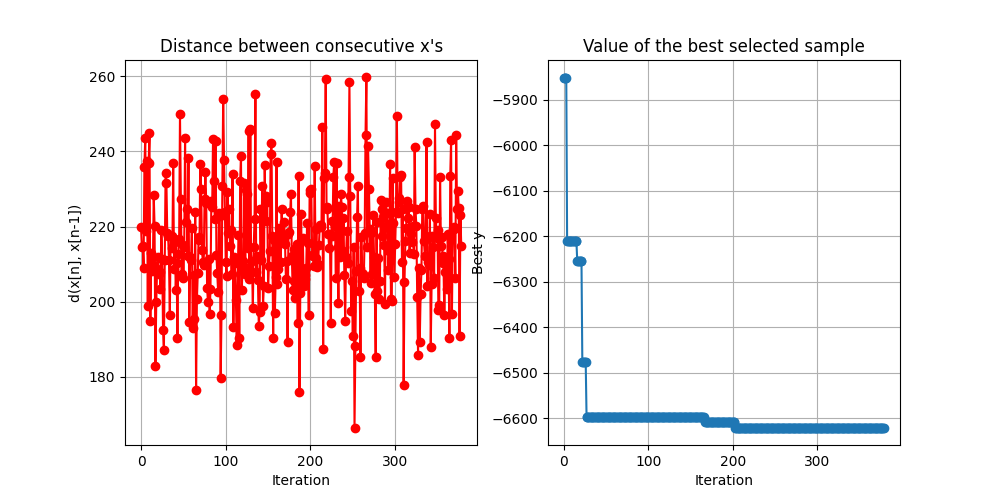 Distance between consecutive x's
260
240
220
200
180
d(x[n], x[n-1])
0 100 200 300
Iteration
Value of the best selected sample
−5900
−6000
−6100
−6200
−6300
−6400
−6500
−6600
Best y
0 100 200 300
Iteration